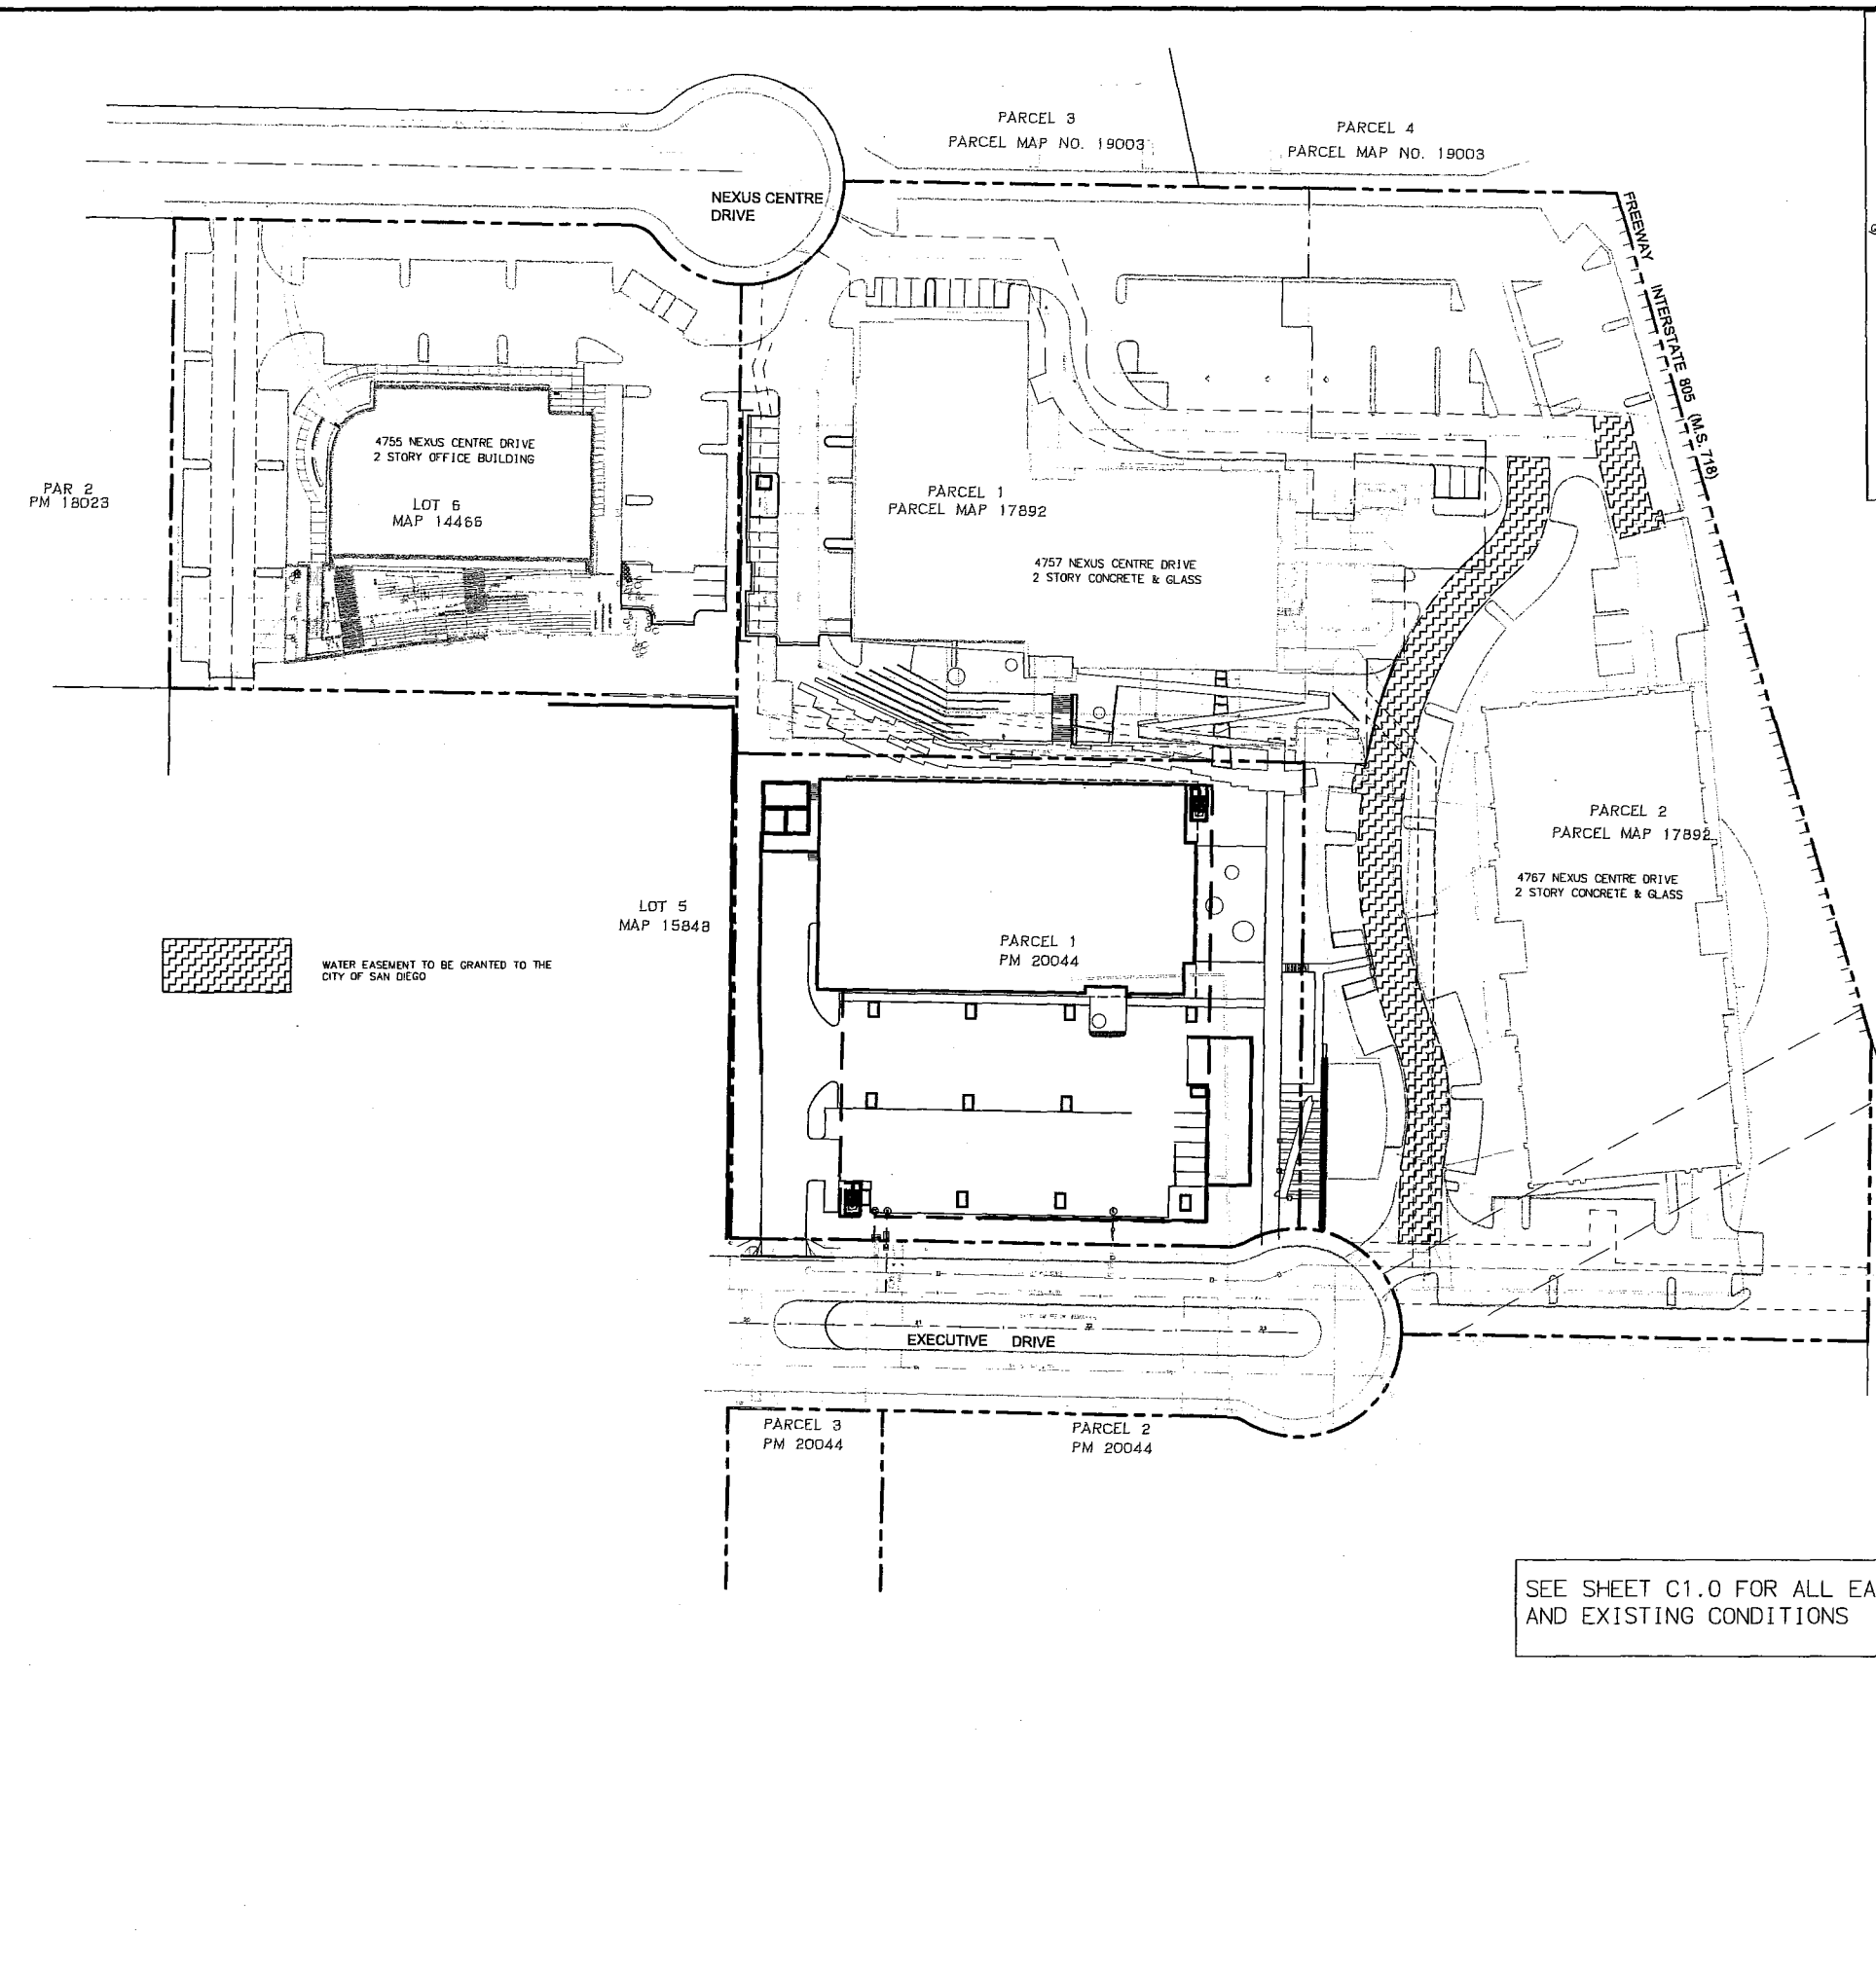 PARCEL 3
PARCEL MAP NO. 19003
PARCEL 4
PARCEL MAP NO. 19003
NEXUS CENTRE
DRIVE
FREEWAY INTERSTATE 805 (M.S. 718)
4755 NEXUS CENTRE DRIVE
2 STORY OFFICE BUILDING
LOT 6
MAP 14466
PAR 2
PM 18023
PARCEL 1
PARCEL MAP 17892
4757 NEXUS CENTRE DRIVE
2 STORY CONCRETE & GLASS
PARCEL 2
PARCEL MAP 17892
4767 NEXUS CENTRE DRIVE
2 STORY CONCRETE & GLASS
LOT 5
MAP 15848
PARCEL 1
PM 20044
WATER EASEMENT TO BE GRANTED TO THE
CITY OF SAN DIEGO
EXECUTIVE DRIVE
PARCEL 3
PM 20044
PARCEL 2
PM 20044
SEE SHEET C1.0 FOR ALL EA
AND EXISTING CONDITIONS